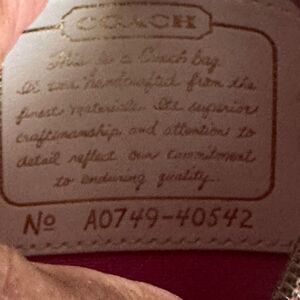 COACH
This is a Coach bag.
It was handcrafted from the
finest materials. Its superior
craftsmanship and attention to
detail reflect our commitment
to enduring quality.
Nº A0749-40542